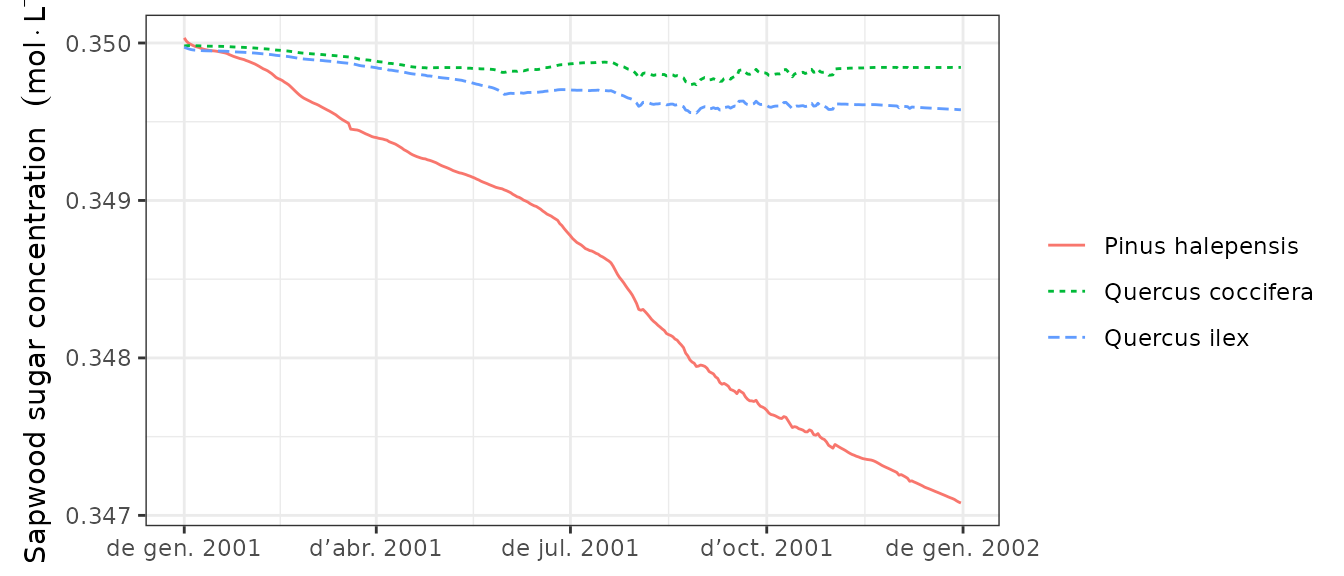 Sapwood sugar concentration (mol·L
0.350
0.349
0.348
0.347
de gen. 2001
d’abr. 2001
de jul. 2001
d’oct. 2001
de gen. 2002
Pinus halepensis
Quercus coccifera
Quercus ilex